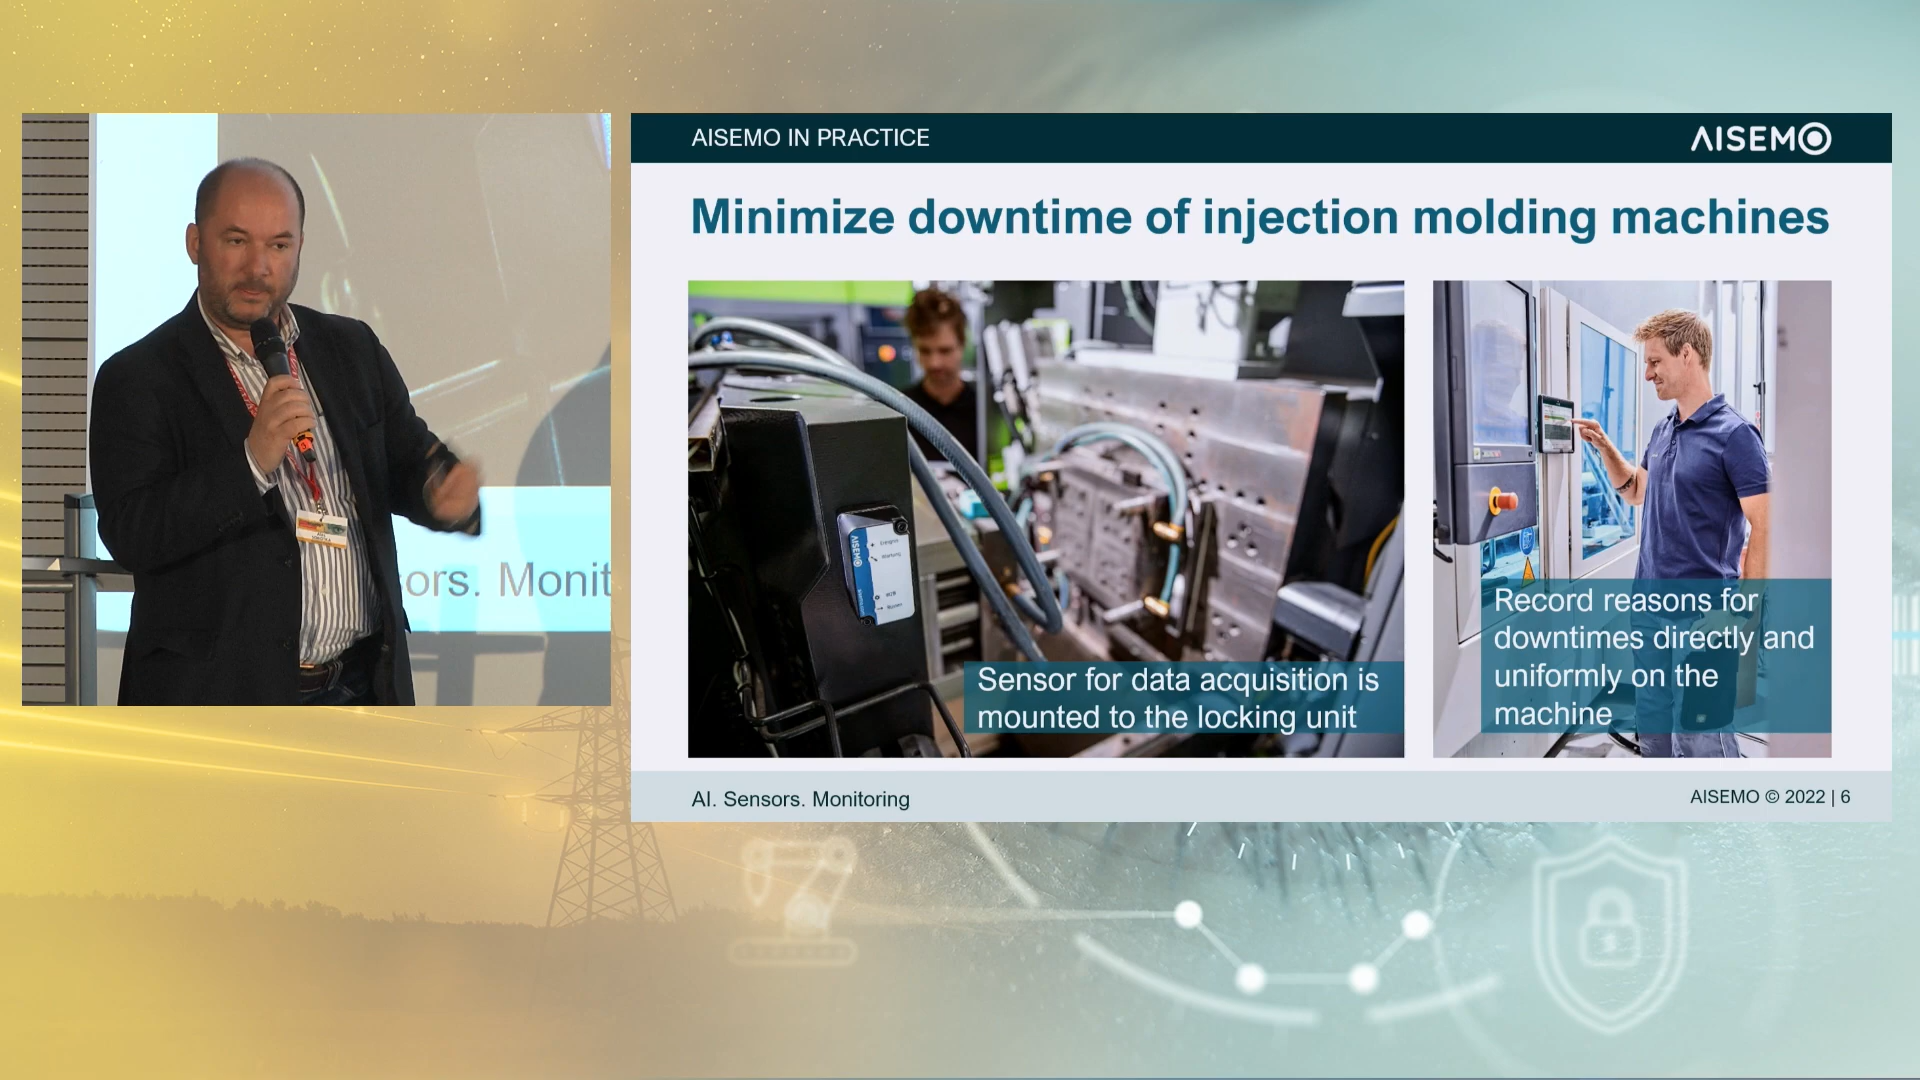 AISEMO IN PRACTICE
AISEMO
Minimize downtime of injection molding machines
AISEMO
Sensor for data acquisition is
mounted to the locking unit
Record reasons for
downtimes directly and
uniformly on the
machine
AI. Sensors. Monitoring
AISEMO © 2022 | 6
ors. Monit